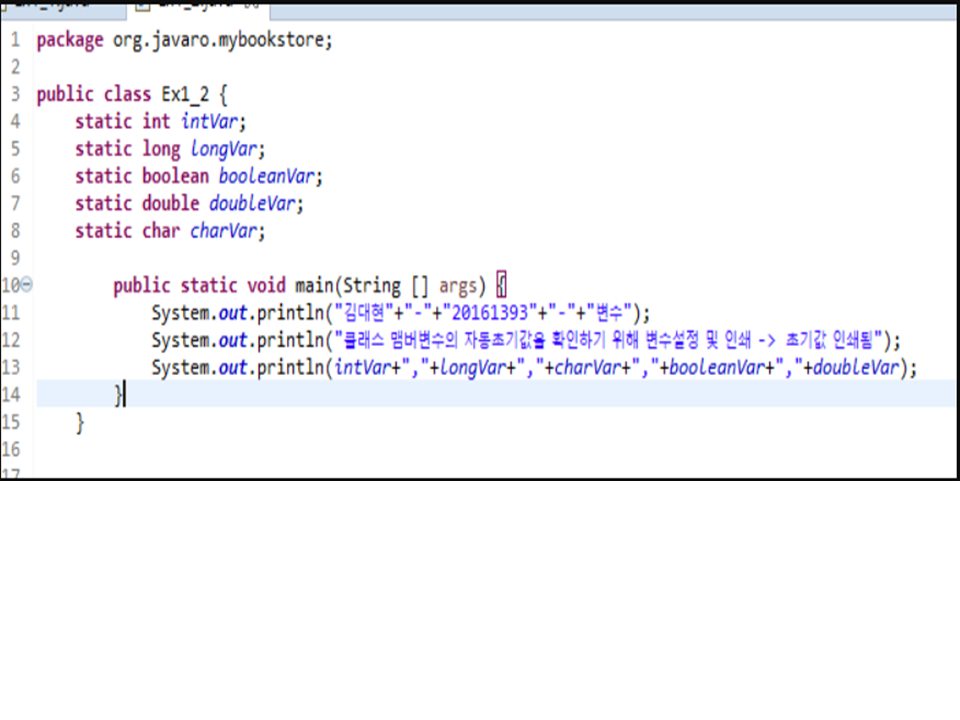 1 package org.javaro.mybookstore;
2
3 public class Ex1_2 {
4 static int intVar;
5 static long longVar;
6 static boolean booleanVar;
7 static double doubleVar;
8 static char charVar;
9
10 public static void main(String [] args) {
11 System.out.println("김대현"+"-"+"20161393"+"-"+"변수");
12 System.out.println("클래스 맴버변수의 자동초기값을 확인하기 위해 변수설정 및 인쇄 -> 초기값 인쇄됨");
13 System.out.println(intVar+","+longVar+","+charVar+","+booleanVar+","+doubleVar);
14 }
15 }
16
17